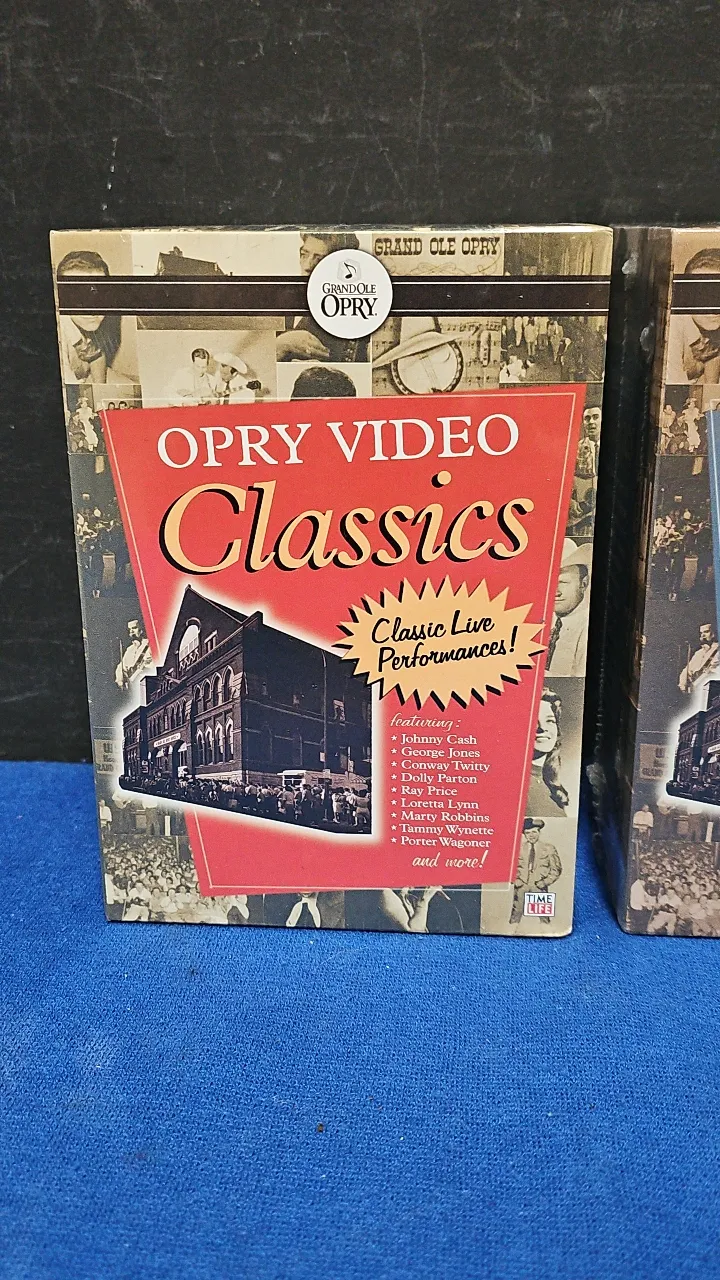 GRAND OLE OPRY
GRAND OLE
OPRY®
OPRY VIDEO
Classics
Classic Live
Performances!
featuring:
★ Johnny Cash
★ George Jones
★ Conway Twitty
★ Dolly Parton
★ Ray Price
★ Loretta Lynn
★ Marty Robbins
★ Tammy Wynette
★ Porter Wagoner
and more!
TIME
LIFE